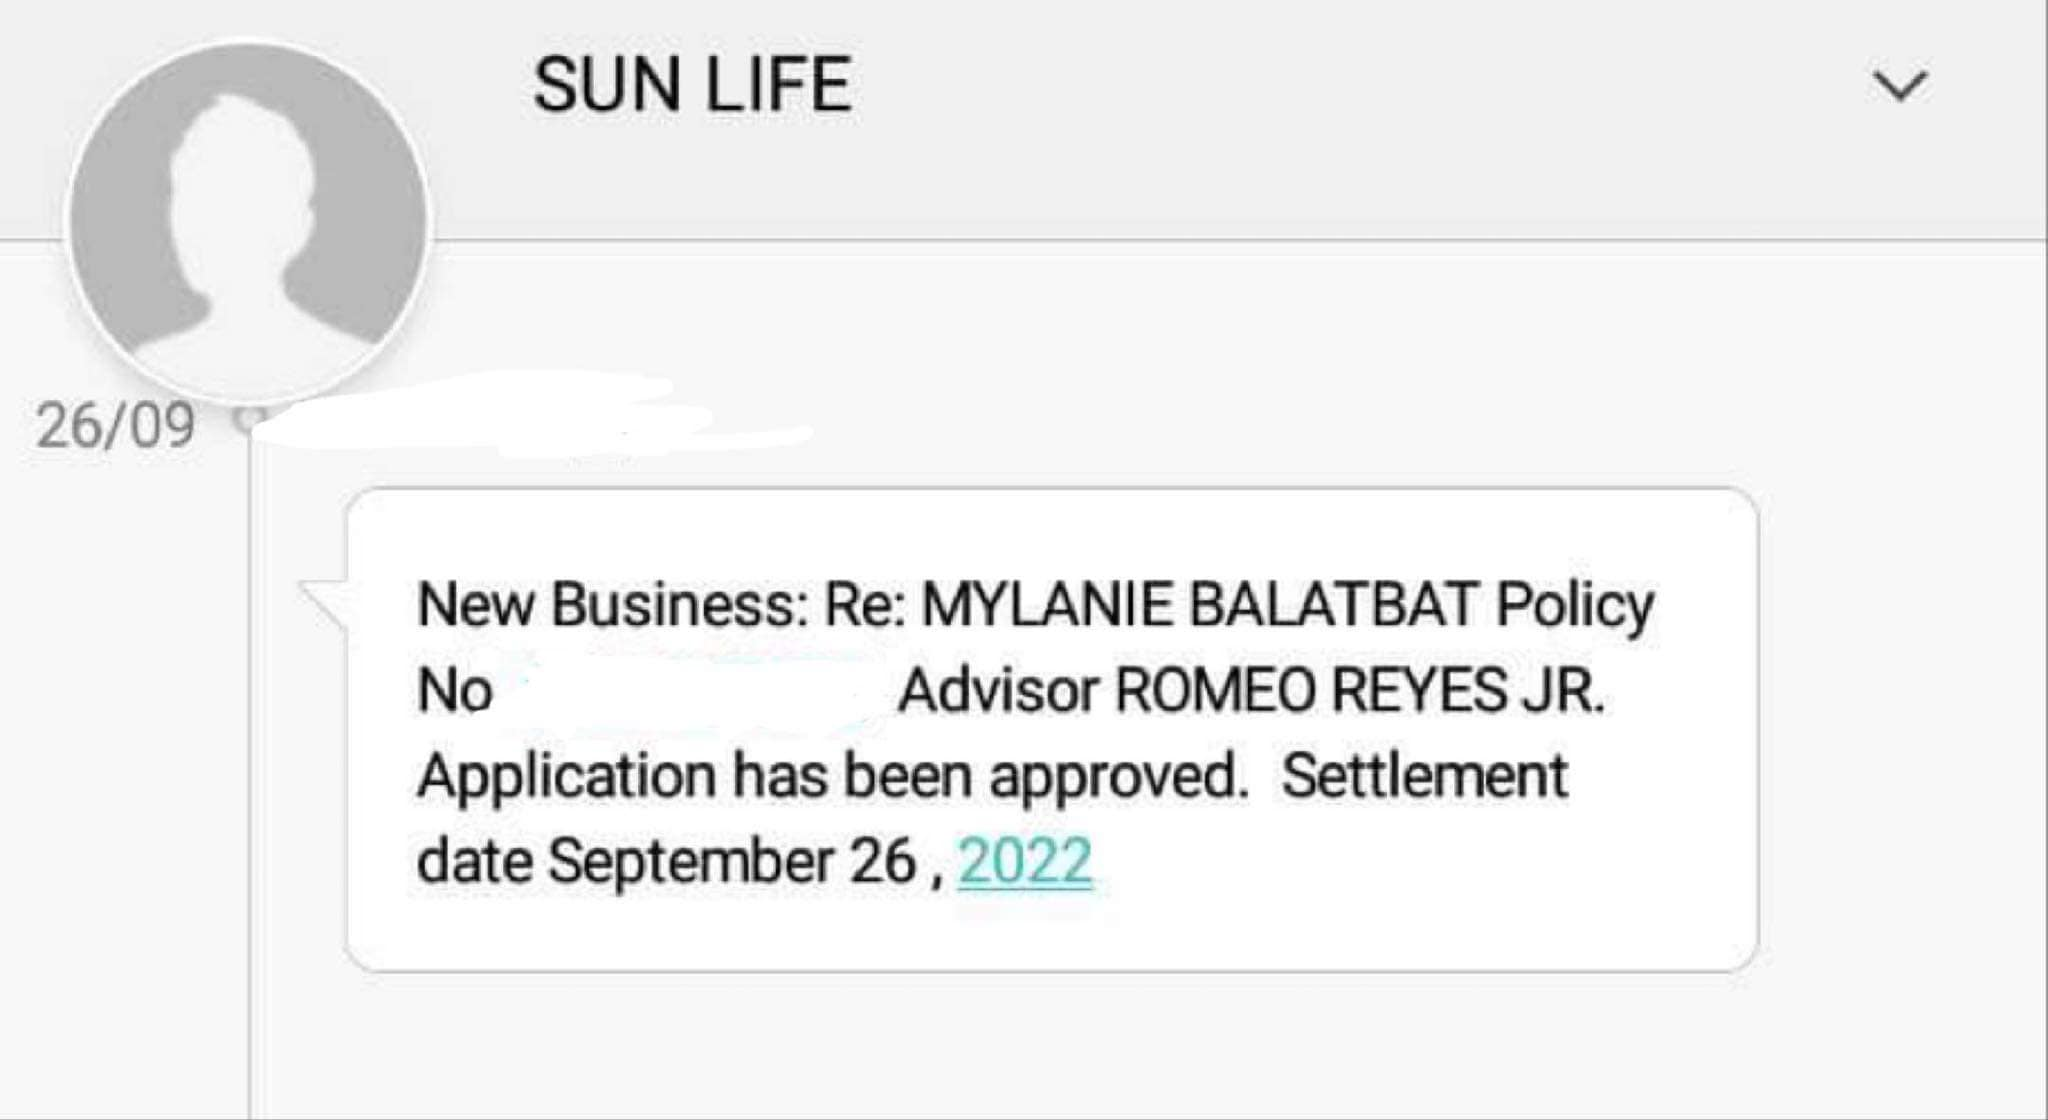 SUN LIFE
26/09
New Business: Re: MYLANIE BALATBAT Policy
No Advisor ROMEO REYES JR.
Application has been approved.  Settlement
date September 26 , 2022